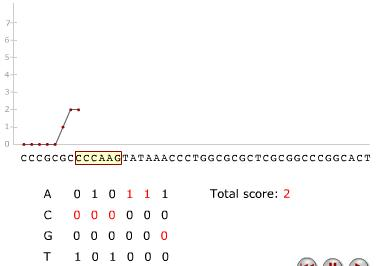 7
6
5
4
3
2
1
0
CCCGCGCCCCAAGTATAAACCCTGGCGCGCTCGCGGCCCGGCACT
A 0 1 0 1 1 1 Total score: 2
C 0 0 0 0 0 0
G 0 0 0 0 0 0
T 1 0 1 0 0 0